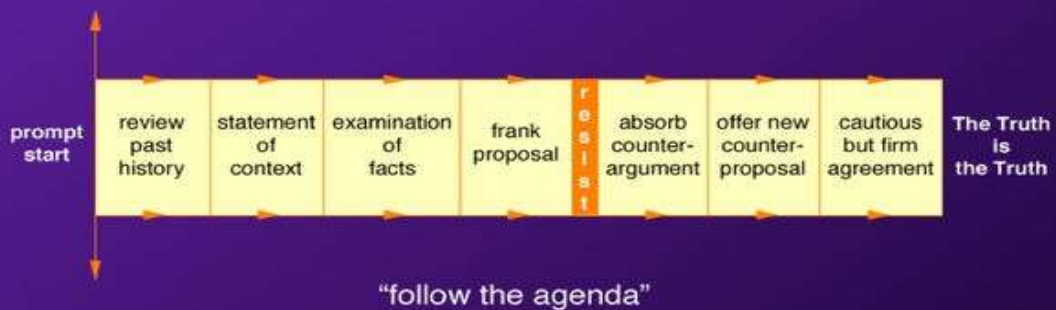 prompt
start
review
past
history
statement
of
context
examination
of
facts
frank
proposal
resist
absorb
counter-
argument
offer new
counter-
proposal
cautious
but firm
agreement
The Truth
is
the Truth
“follow the agenda”